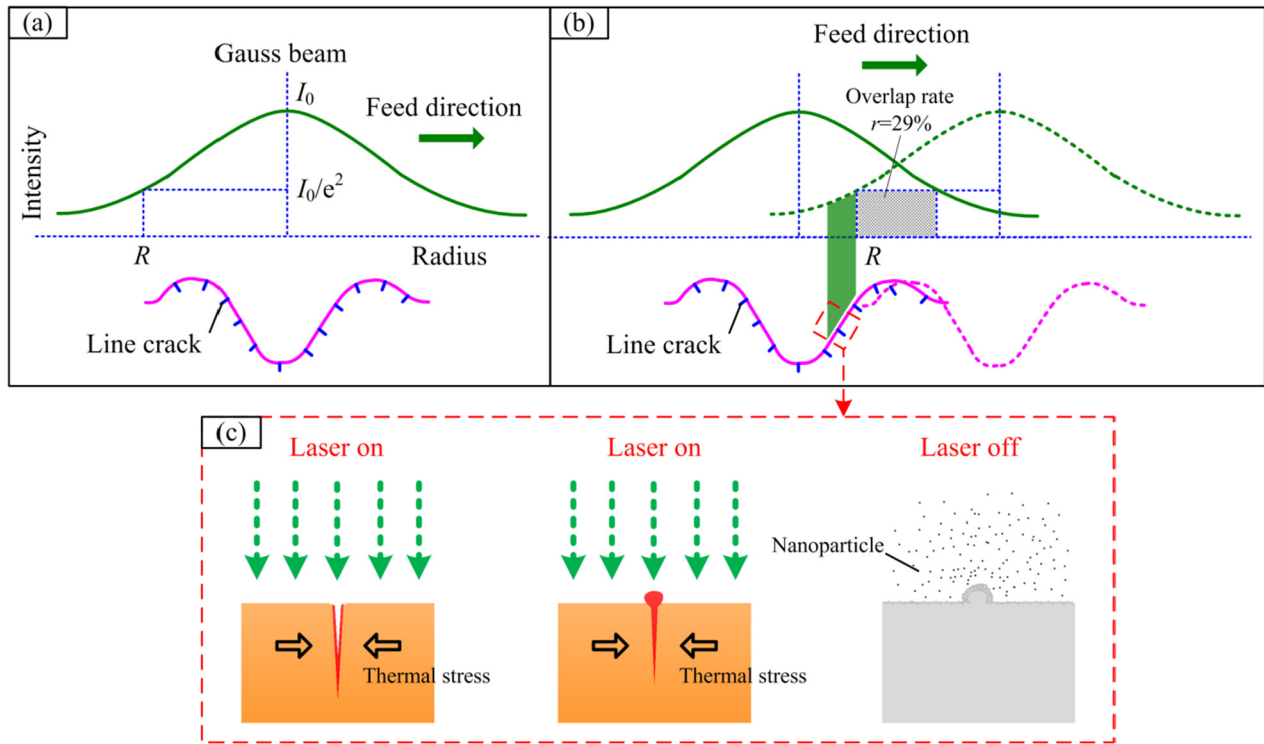 (a)
Gauss beam
I₀
Feed direction
I₀/e²
Intensity
R
Radius
Line crack
(b)
Feed direction
Overlap rate
r=29%
R
Line crack
(c)
Laser on
Laser on
Laser off
Nanoparticle
Thermal stress
Thermal stress